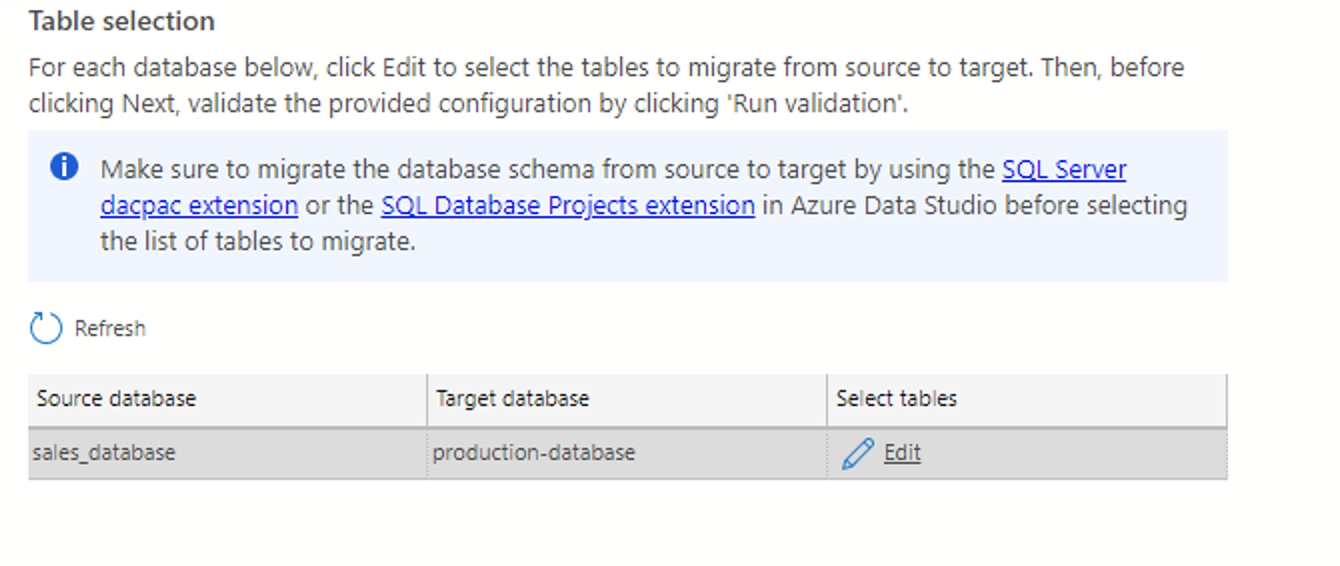 Table selection
For each database below, click Edit to select the tables to migrate from source to target. Then, before
clicking Next, validate the provided configuration by clicking 'Run validation'.
Make sure to migrate the database schema from source to target by using the SQL Server
dacpac extension or the SQL Database Projects extension in Azure Data Studio before selecting
the list of tables to migrate.
Refresh
Source database Target database Select tables
sales_database production-database Edit